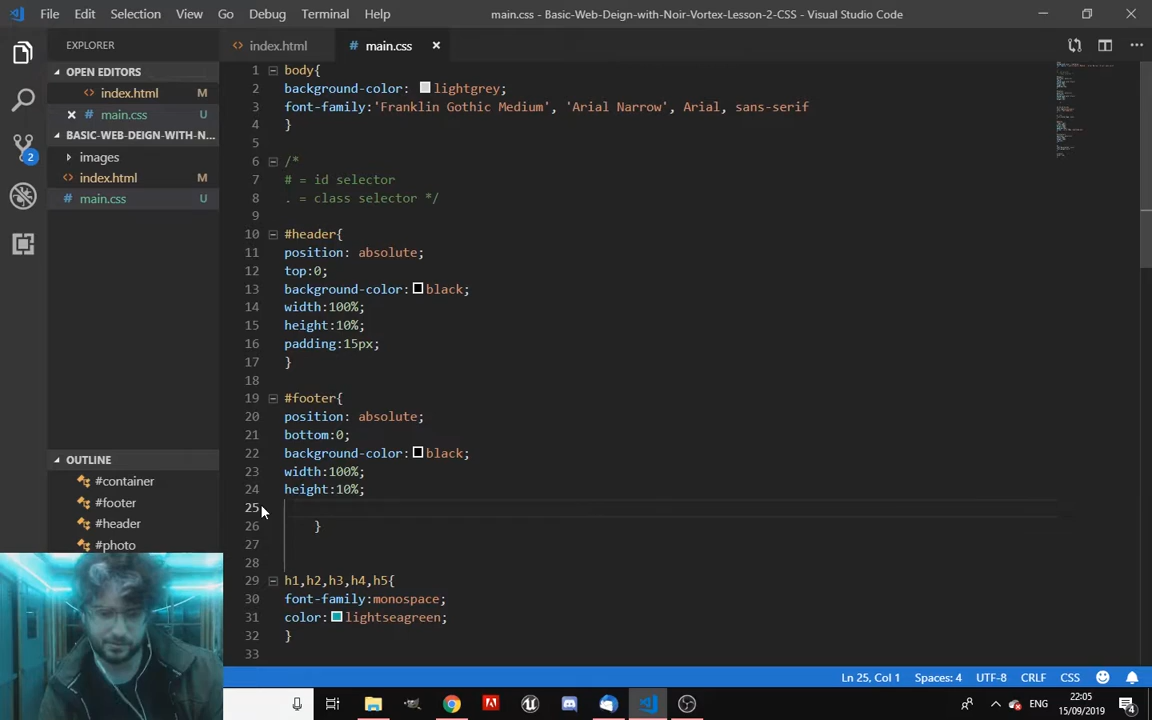 File Edit Selection View Go Debug Terminal Help main.css - Basic-Web-Deign-with-Noir-Vortex-Lesson-2-CSS - Visual Studio Code
EXPLORER
index.html
main.css
OPEN EDITORS
index.html M
main.css U
BASIC-WEB-DEIGN-WITH-N...
images
index.html M
main.css U
OUTLINE
#container
#footer
#header
#photo
1 body{
2 background-color: lightgrey;
3 font-family:'Franklin Gothic Medium', 'Arial Narrow', Arial, sans-serif
4 }
5
6 /*
7 # = id selector
8 . = class selector */
9
10 #header{
11 position: absolute;
12 top:0;
13 background-color: black;
14 width:100%;
15 height:10%;
16 padding:15px;
17 }
18
19 #footer{
20 position: absolute;
21 bottom:0;
22 background-color: black;
23 width:100%;
24 height:10%;
25
26 }
27
28
29 h1,h2,h3,h4,h5{
30 font-family:monospace;
31 color: lightseagreen;
32 }
33
2
Ln 25, Col 1 Spaces: 4 UTF-8 CRLF CSS
ENG
22:05
15/09/2019
4